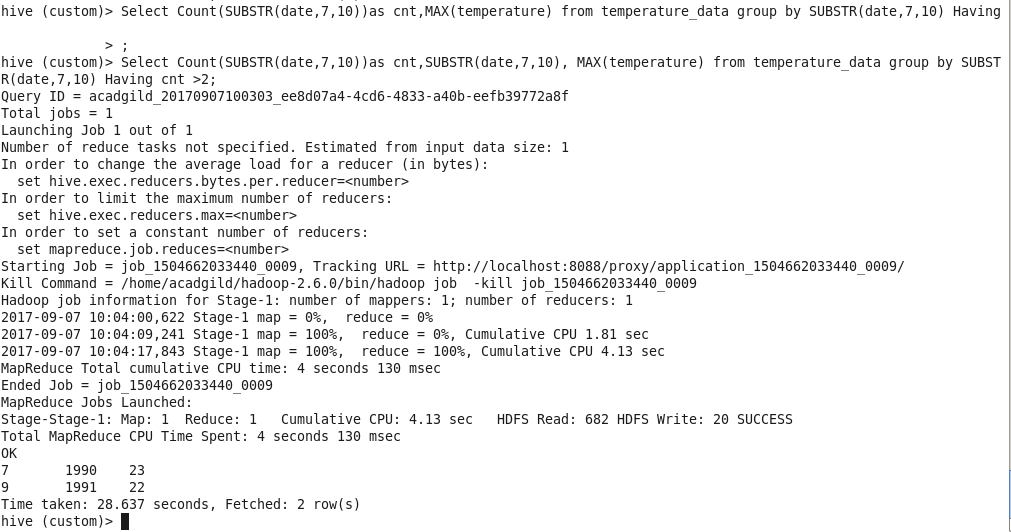 hive (custom)> Select Count(SUBSTR(date,7,10))as cnt,MAX(temperature) from temperature_data group by SUBSTR(date,7,10) Having
> ;
hive (custom)> Select Count(SUBSTR(date,7,10))as cnt,SUBSTR(date,7,10), MAX(temperature) from temperature_data group by SUBST
R(date,7,10) Having cnt >2;
Query ID = acadgild_20170907100303_ee8d07a4-4cd6-4833-a40b-eefb39772a8f
Total jobs = 1
Launching Job 1 out of 1
Number of reduce tasks not specified. Estimated from input data size: 1
In order to change the average load for a reducer (in bytes):
  set hive.exec.reducers.bytes.per.reducer=<number>
In order to limit the maximum number of reducers:
  set hive.exec.reducers.max=<number>
In order to set a constant number of reducers:
  set mapreduce.job.reduces=<number>
Starting Job = job_1504662033440_0009, Tracking URL = http://localhost:8088/proxy/application_1504662033440_0009/
Kill Command = /home/acadgild/hadoop-2.6.0/bin/hadoop job  -kill job_1504662033440_0009
Hadoop job information for Stage-1: number of mappers: 1; number of reducers: 1
2017-09-07 10:04:00,622 Stage-1 map = 0%,  reduce = 0%
2017-09-07 10:04:09,241 Stage-1 map = 100%,  reduce = 0%, Cumulative CPU 1.81 sec
2017-09-07 10:04:17,843 Stage-1 map = 100%,  reduce = 100%, Cumulative CPU 4.13 sec
MapReduce Total cumulative CPU time: 4 seconds 130 msec
Ended Job = job_1504662033440_0009
MapReduce Jobs Launched:
Stage-Stage-1: Map: 1  Reduce: 1   Cumulative CPU: 4.13 sec   HDFS Read: 682 HDFS Write: 20 SUCCESS
Total MapReduce CPU Time Spent: 4 seconds 130 msec
OK
7       1990    23
9       1991    22
Time taken: 28.637 seconds, Fetched: 2 row(s)
hive (custom)>